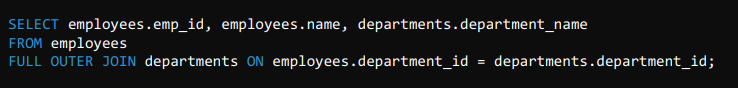 SELECT employees.emp_id, employees.name, departments.department_name
FROM employees
FULL OUTER JOIN departments ON employees.department_id = departments.department_id;